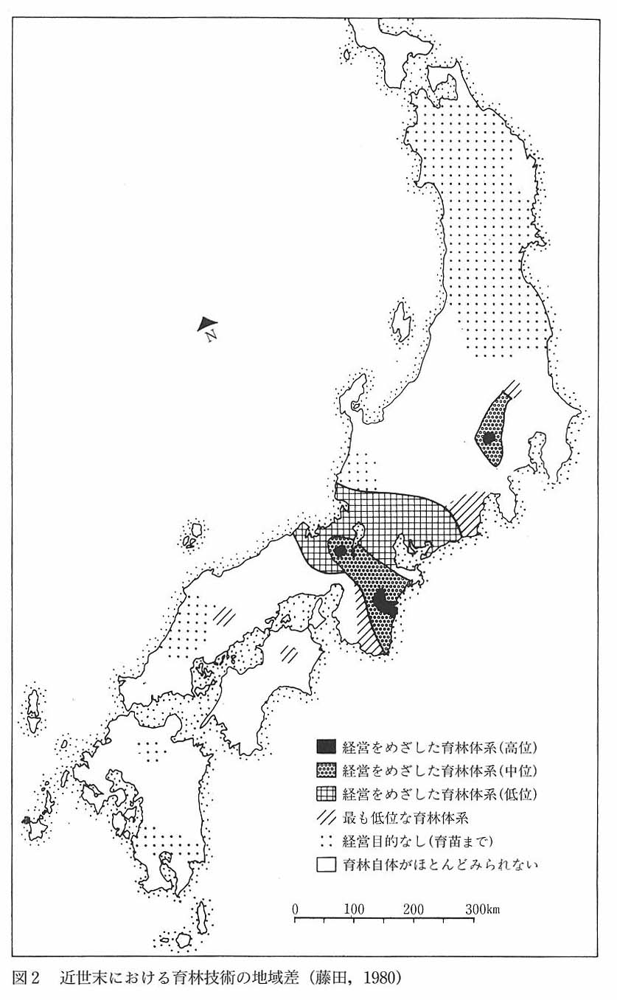 N
経営をめざした育林体系(高位)
経営をめざした育林体系(中位)
経営をめざした育林体系(低位)
最も低位な育林体系
経営目的なし(育苗まで)
育林自体がほとんどみられない
0 100 200 300km
図2 近世末における育林技術の地域差(藤田,1980)